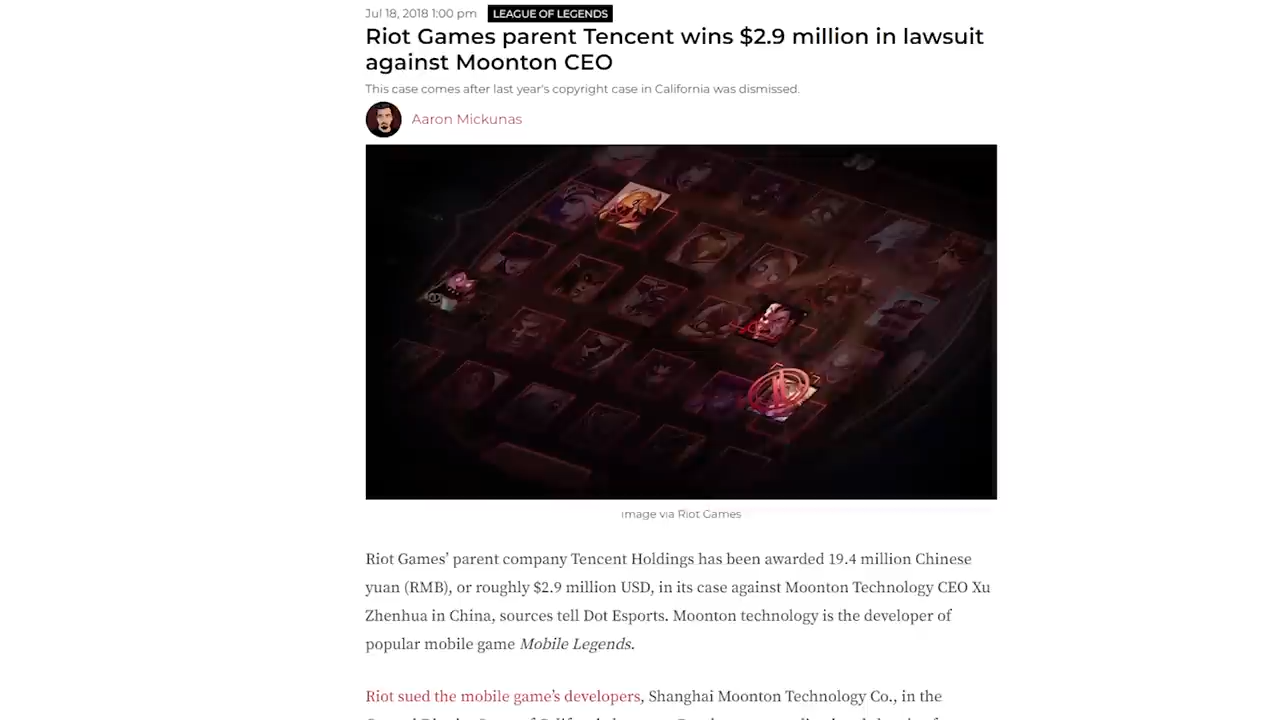 Jul 18, 2018 1:00 pm LEAGUE OF LEGENDS
Riot Games parent Tencent wins $2.9 million in lawsuit
against Moonton CEO
This case comes after last year's copyright case in California was dismissed.
Aaron Mickunas
Image via Riot Games
Riot Games’ parent company Tencent Holdings has been awarded 19.4 million Chinese
yuan (RMB), or roughly $2.9 million USD, in its case against Moonton Technology CEO Xu
Zhenhua in China, sources tell Dot Esports. Moonton technology is the developer of
popular mobile game Mobile Legends.
Riot sued the mobile game’s developers, Shanghai Moonton Technology Co., in the